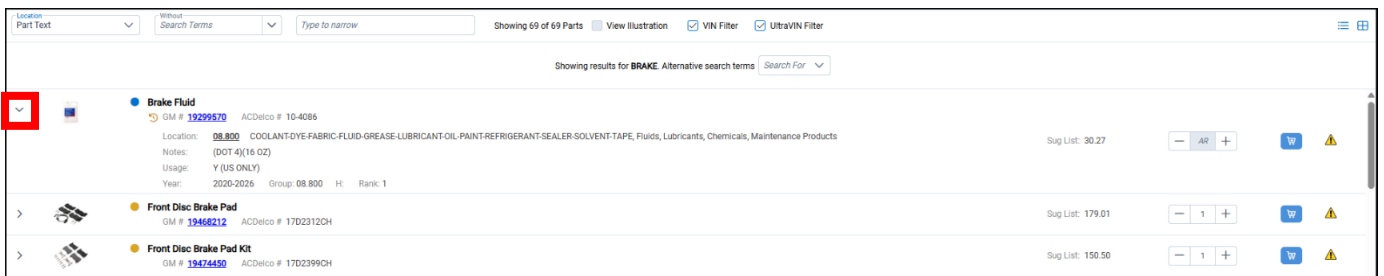 Location
Part Text
Without
Search Terms
Type to narrow
Showing 69 of 69 Parts View Illustration VIN Filter UltraVIN Filter
Showing results for BRAKE. Alternative search terms Search For
Brake Fluid
GM # 19299570 ACDelco # 10-4086
Location: 08.800 COOLANT-DYE-FABRIC-FLUID-GREASE-LUBRICANT-OIL-PAINT-REFRIGERANT-SEALER-SOLVENT-TAPE, Fluids, Lubricants, Chemicals, Maintenance Products
Sug List: 30.27 AR
Notes: (DOT 4)(16 OZ)
Usage: Y (US ONLY)
Year: 2020-2026 Group: 08.800 H: Rank: 1
Front Disc Brake Pad
GM # 19468212 ACDelco # 17D2312CH
Sug List: 179.01 1
Front Disc Brake Pad Kit
GM # 19474450 ACDelco # 17D2399CH
Sug List: 150.50 1